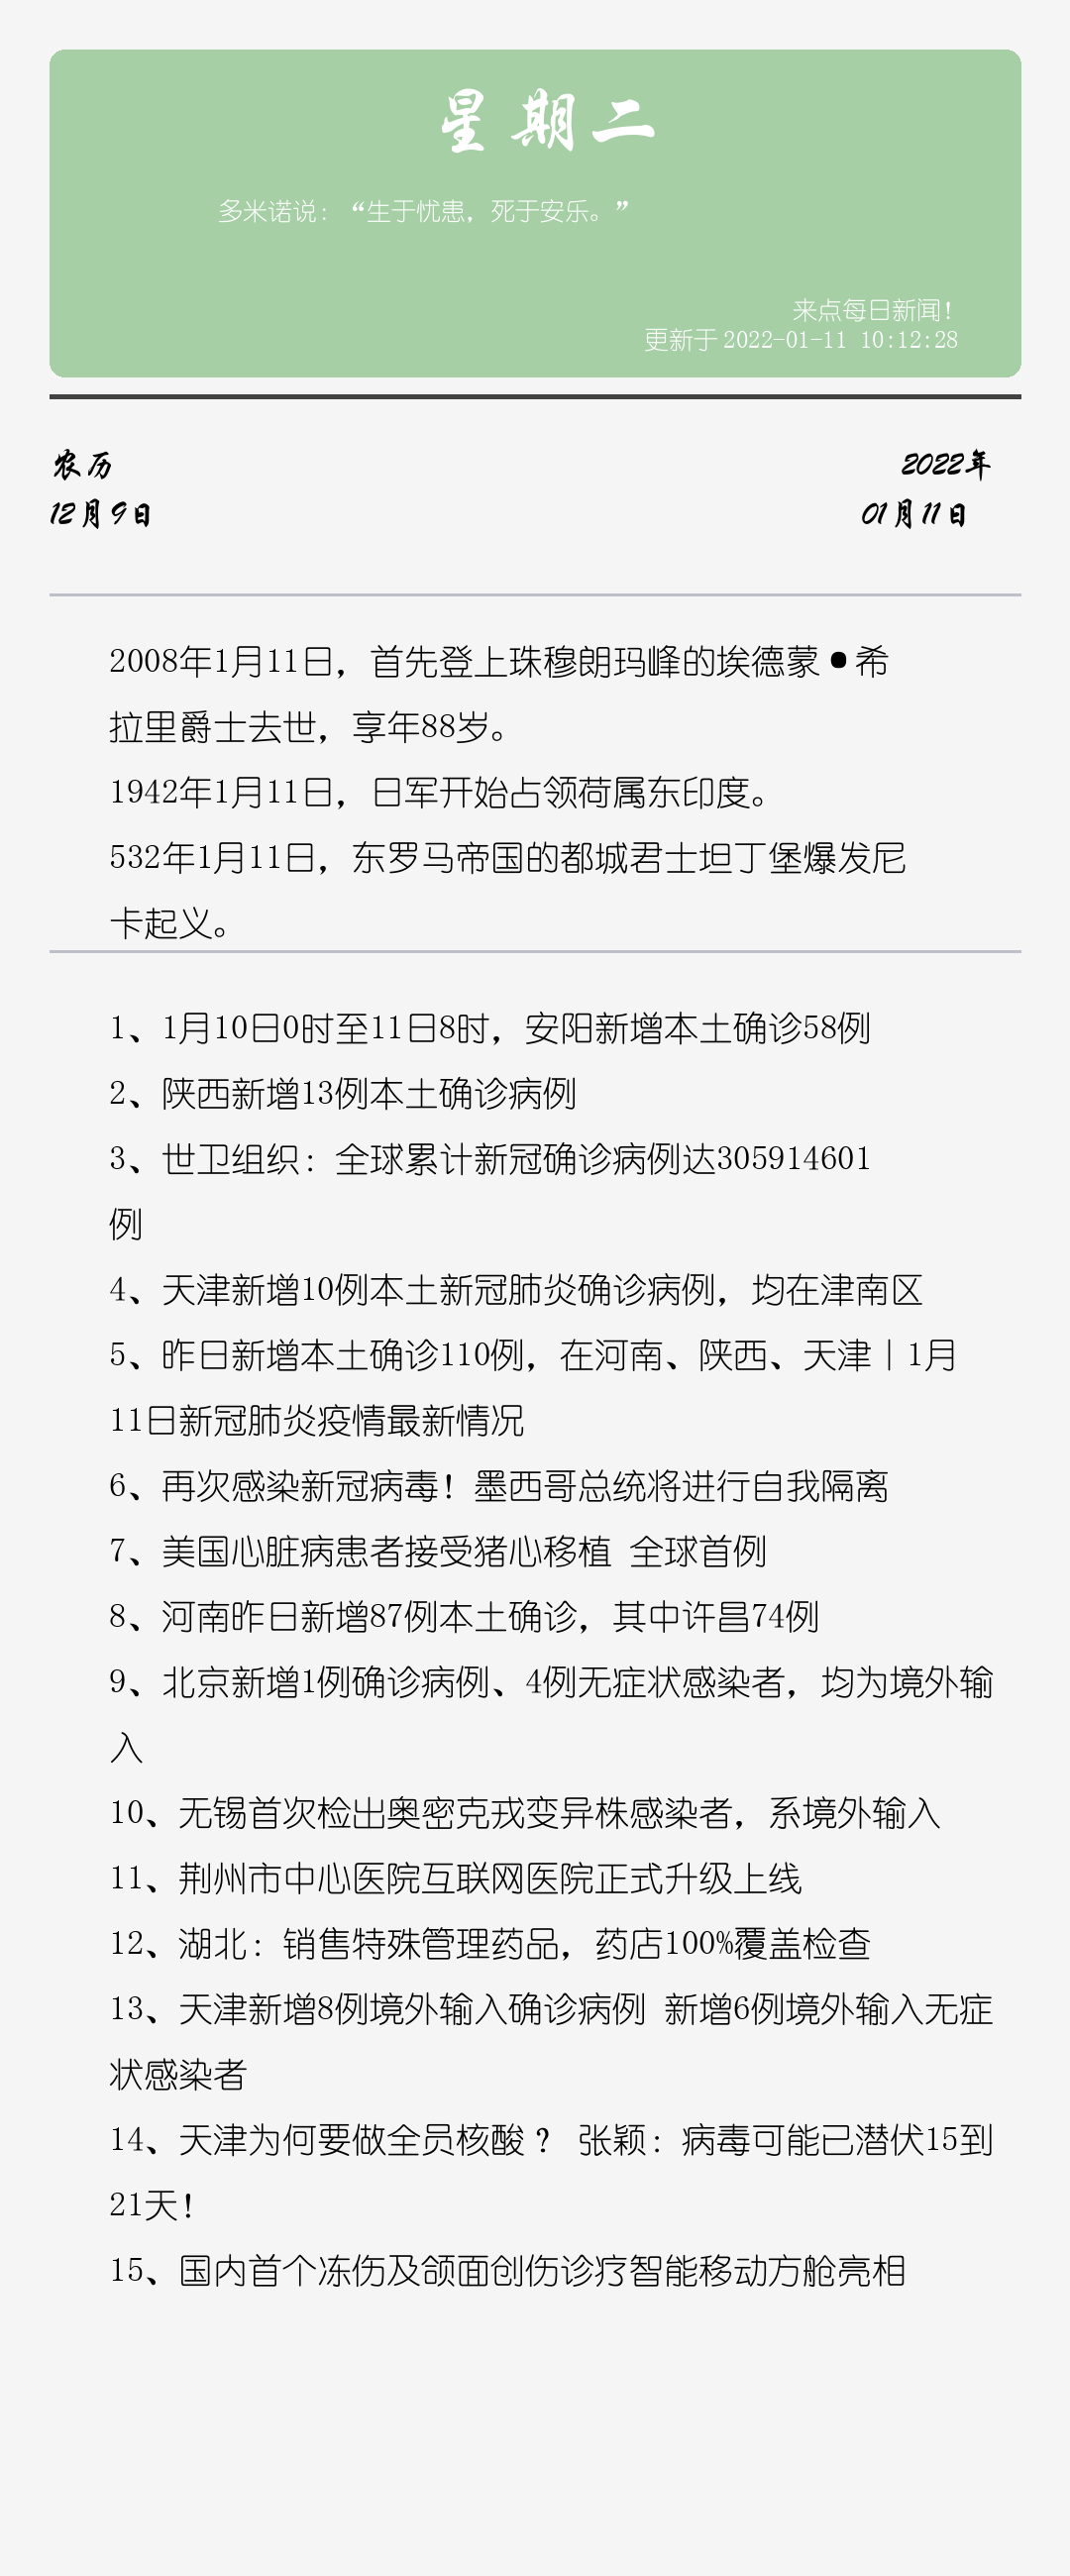 星期二
多米诺说：“生于忧患，死于安乐。”
来点每日新闻！
更新于 2022-01-11 10:12:28
农历
2022年
12月9日
01月11日
2008年1月11日，首先登上珠穆朗玛峰的埃德蒙•希
拉里爵士去世，享年88岁。
1942年1月11日，日军开始占领荷属东印度。
532年1月11日，东罗马帝国的都城君士坦丁堡爆发尼
卡起义。
1、1月10日0时至11日8时，安阳新增本土确诊58例
2、陕西新增13例本土确诊病例
3、世卫组织：全球累计新冠确诊病例达305914601
例
4、天津新增10例本土新冠肺炎确诊病例，均在津南区
5、昨日新增本土确诊110例，在河南、陕西、天津丨1月
11日新冠肺炎疫情最新情况
6、再次感染新冠病毒！墨西哥总统将进行自我隔离
7、美国心脏病患者接受猪心移植 全球首例
8、河南昨日新增87例本土确诊，其中许昌74例
9、北京新增1例确诊病例、4例无症状感染者，均为境外输
入
10、无锡首次检出奥密克戎变异株感染者，系境外输入
11、荆州市中心医院互联网医院正式升级上线
12、湖北：销售特殊管理药品，药店100%覆盖检查
13、天津新增8例境外输入确诊病例 新增6例境外输入无症
状感染者
14、天津为何要做全员核酸？ 张颖：病毒可能已潜伏15到
21天！
15、国内首个冻伤及颌面创伤诊疗智能移动方舱亮相